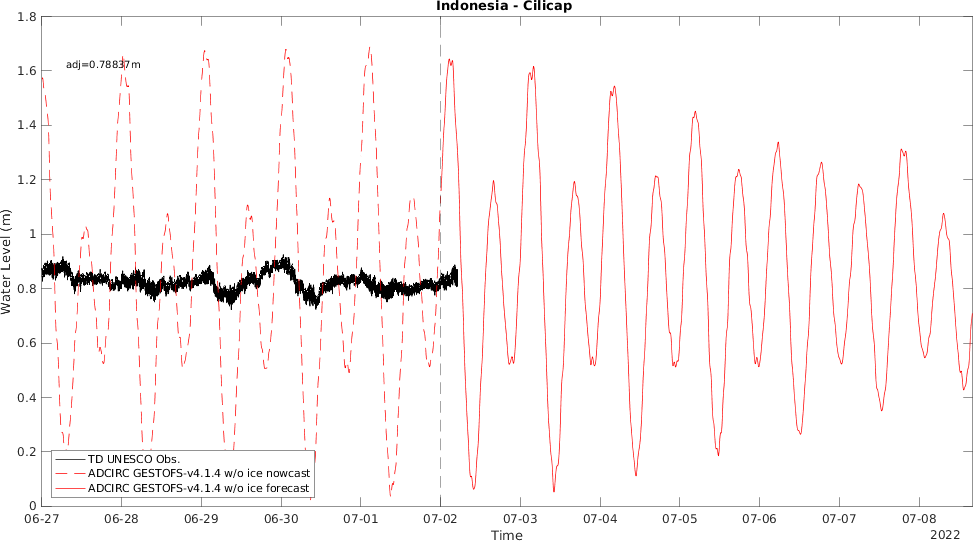 Indonesia - Cilicap
1.8
1.6
1.4
1.2
1
0.8
0.6
0.4
0.2
0
Water Level (m)
adj=0.78837m
TD UNESCO Obs.
ADCIRC GESTOFS-v4.1.4 w/o ice nowcast
ADCIRC GESTOFS-v4.1.4 w/o ice forecast
06-27 06-28 06-29 06-30 07-01 07-02 07-03 07-04 07-05 07-06 07-07 07-08
2022
Time